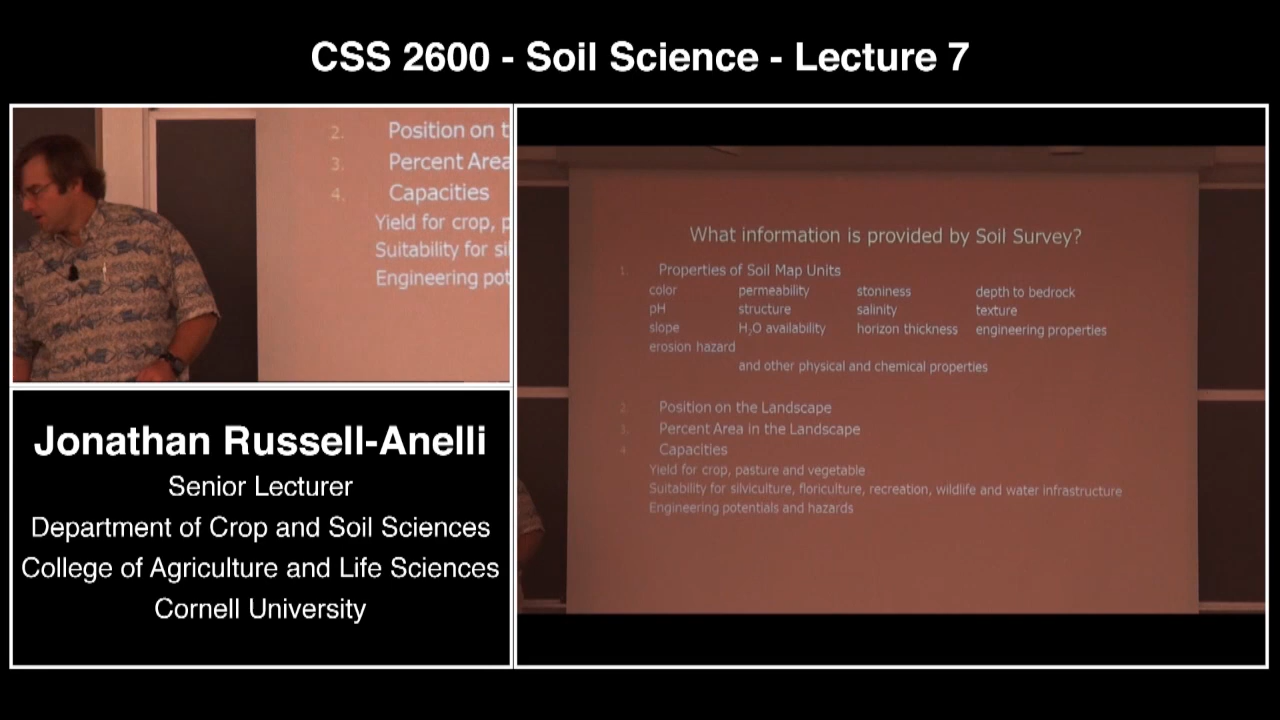 CSS 2600 - Soil Science - Lecture 7
2. Position on t
3. Percent Area
4. Capacities
Yield for crop, p
Suitability for sil
Engineering pot
Jonathan Russell-Anelli
Senior Lecturer
Department of Crop and Soil Sciences
College of Agriculture and Life Sciences
Cornell University
What information is provided by Soil Survey?
1. Properties of Soil Map Units
color permeability stoniness depth to bedrock
pH structure salinity texture
slope H₂O availability horizon thickness engineering properties
erosion hazard
and other physical and chemical properties
2. Position on the Landscape
3. Percent Area in the Landscape
4. Capacities
Yield for crop, pasture and vegetable
Suitability for silviculture, floriculture, recreation, wildlife and water infrastructure
Engineering potentials and hazards